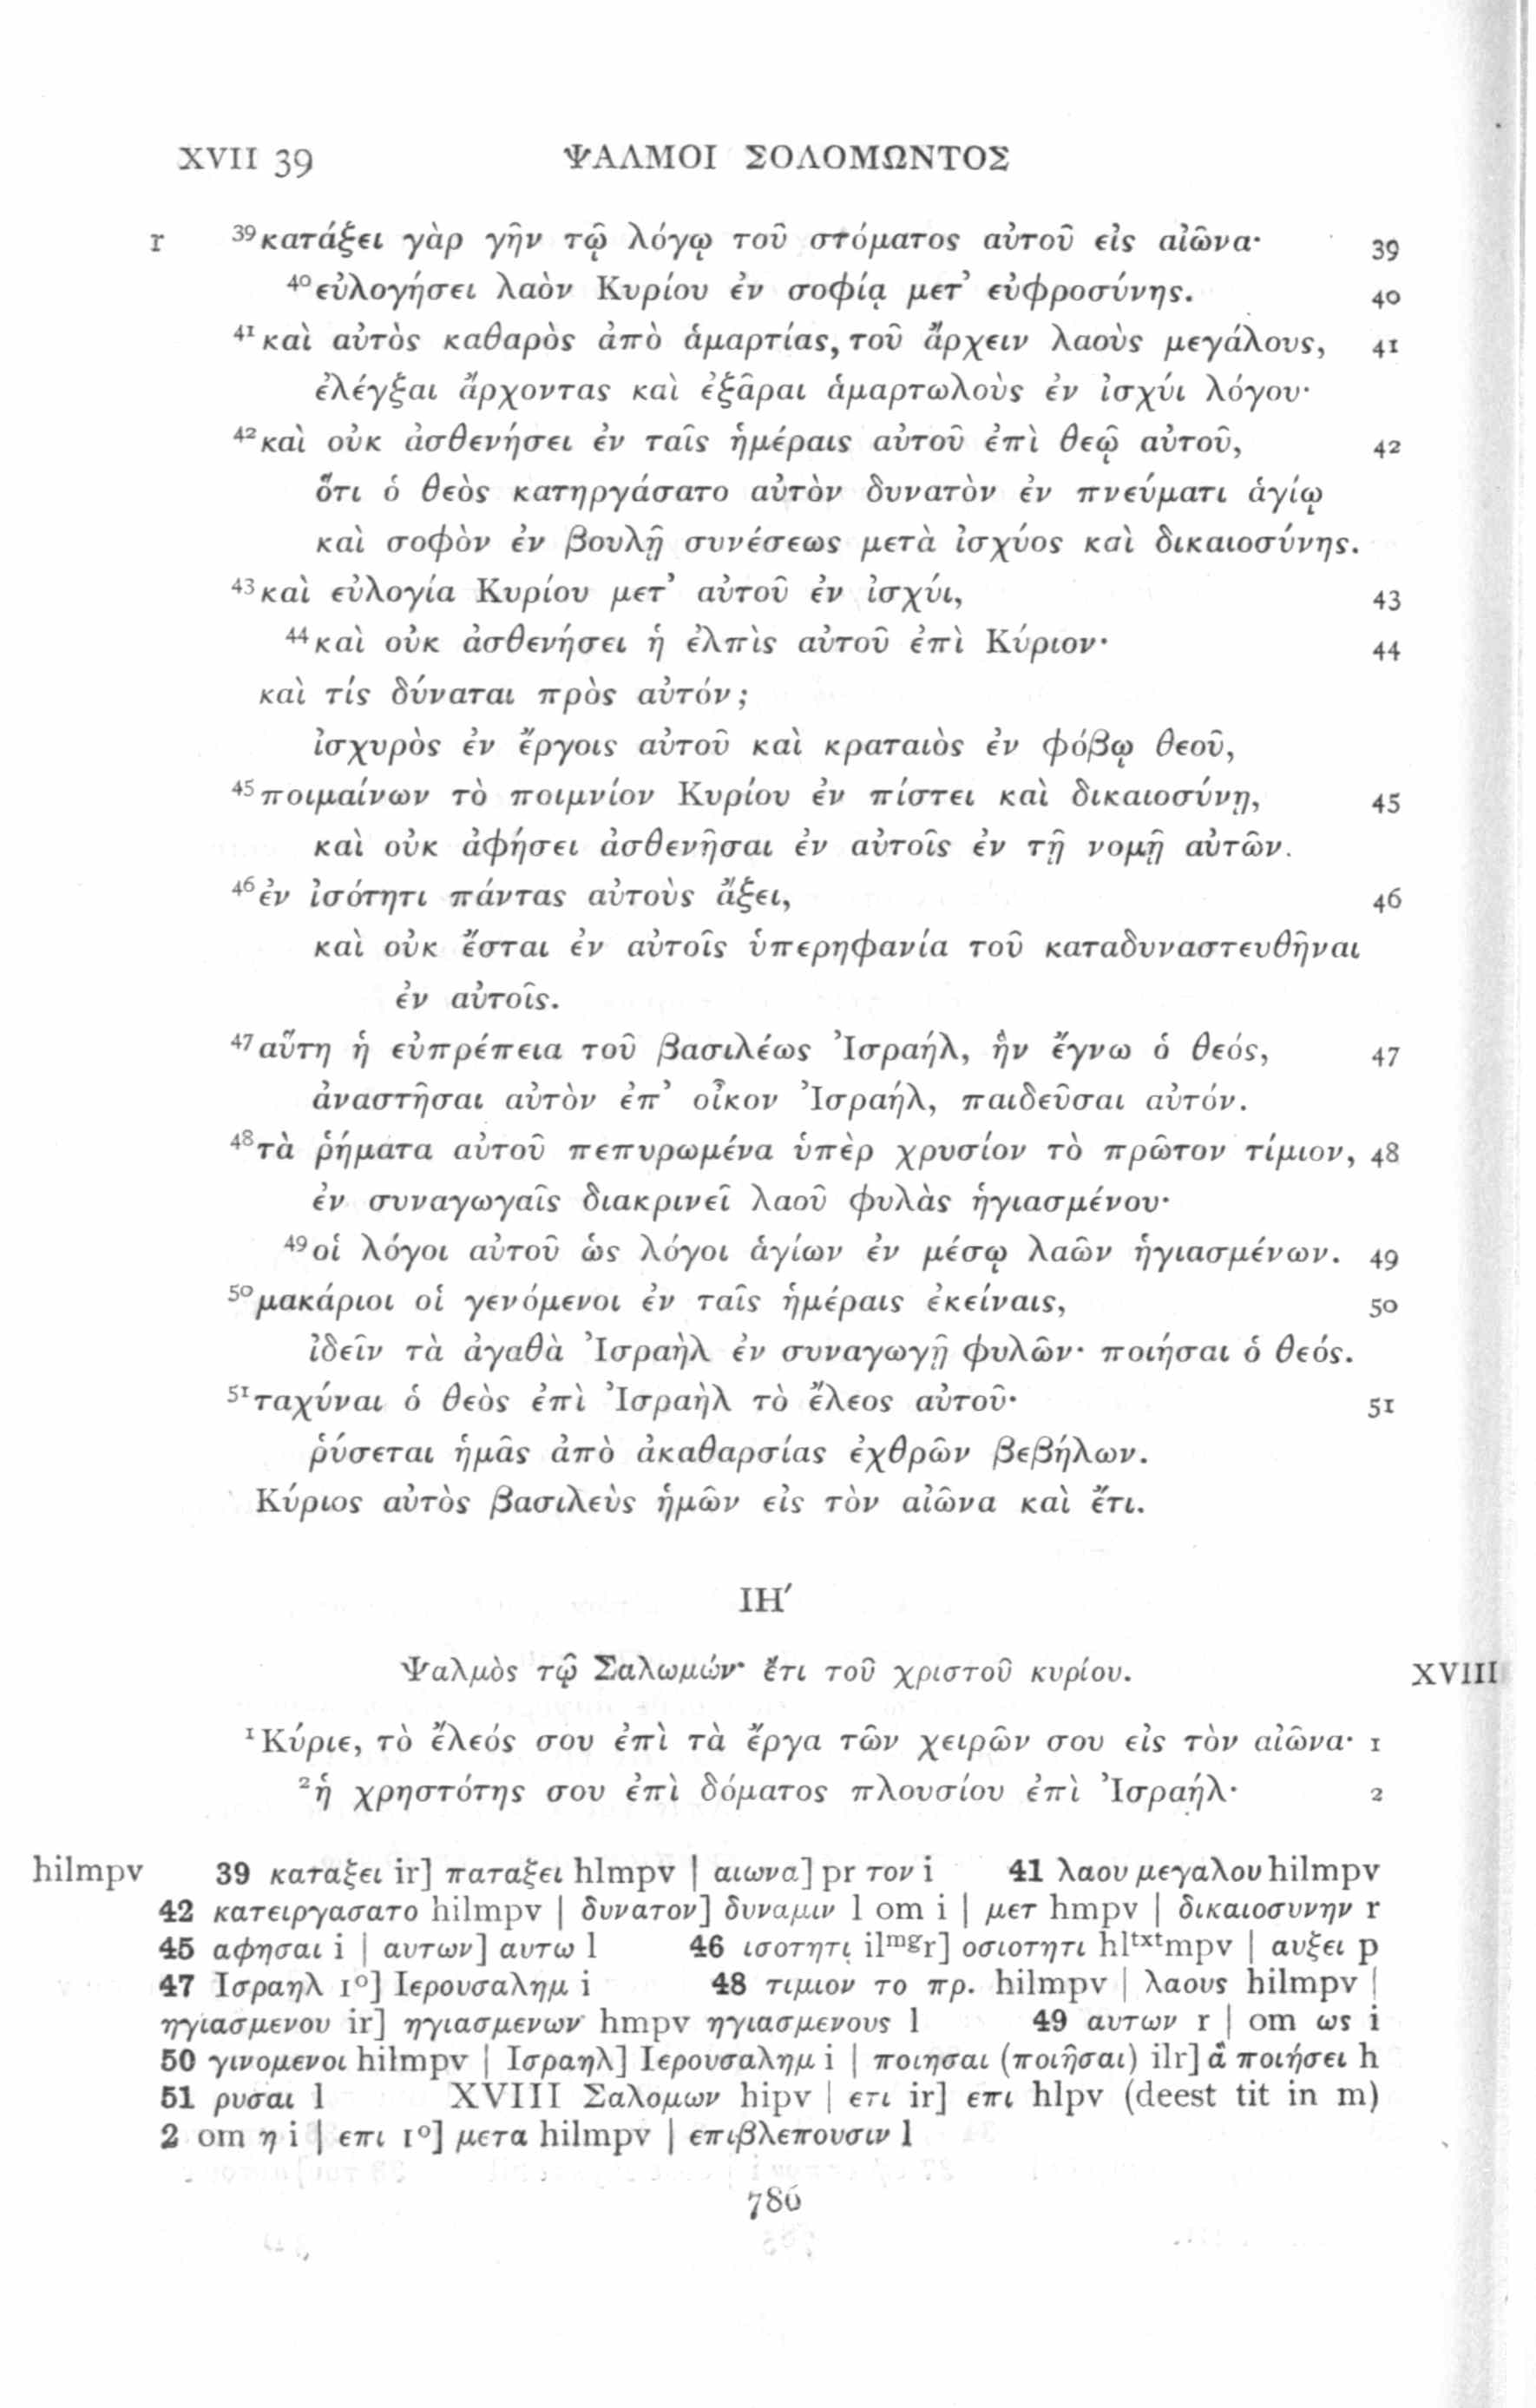 XVII 39 ΨΑΛΜΟΙ ΣΟΛΟΜΩΝΤΟΣ
r ³⁹κατάξει γὰρ γῆν τῷ λόγῳ τοῦ στόματος αὐτοῦ εἰς αἰῶνα· 39
⁴⁰εὐλογήσει λαὸν Κυρίου ἐν σοφίᾳ μετ’ εὐφροσύνης. 40
⁴¹καὶ αὐτὸς καθαρὸς ἀπὸ ἁμαρτίας, τοῦ ἄρχειν λαοὺς μεγάλους, 41
ἐλέγξαι ἄρχοντας καὶ ἐξᾶραι ἁμαρτωλοὺς ἐν ἰσχύι λόγου·
⁴²καὶ οὐκ ἀσθενήσει ἐν ταῖς ἡμέραις αὐτοῦ ἐπὶ θεῷ αὐτοῦ, 42
ὅτι ὁ θεὸς κατηργάσατο αὐτὸν δυνατὸν ἐν πνεύματι ἁγίῳ
καὶ σοφὸν ἐν βουλῇ συνέσεως μετὰ ἰσχύος καὶ δικαιοσύνης.
⁴³καὶ εὐλογία Κυρίου μετ’ αὐτοῦ ἐν ἰσχύι, 43
⁴⁴καὶ οὐκ ἀσθενήσει ἡ ἐλπὶς αὐτοῦ ἐπὶ Κύριον· 44
καὶ τίς δύναται πρὸς αὐτόν;
ἰσχυρὸς ἐν ἔργοις αὐτοῦ καὶ κραταιὸς ἐν φόβῳ θεοῦ,
⁴⁵ποιμαίνων τὸ ποιμνίον Κυρίου ἐν πίστει καὶ δικαιοσύνῃ, 45
καὶ οὐκ ἀφήσει ἀσθενῆσαι ἐν αὐτοῖς ἐν τῇ νομῇ αὐτῶν.
⁴⁶ἐν ἰσότητι πάντας αὐτοὺς ἄξει, 46
καὶ οὐκ ἔσται ἐν αὐτοῖς ὑπερηφανία τοῦ καταδυναστευθῆναι
ἐν αὐτοῖς.
⁴⁷αὕτη ἡ εὐπρέπεια τοῦ βασιλέως Ἰσραήλ, ἣν ἔγνω ὁ θεός, 47
ἀναστῆσαι αὐτὸν ἐπ’ οἶκον Ἰσραήλ, παιδεῦσαι αὐτόν.
⁴⁸τὰ ῥήματα αὐτοῦ πεπυρωμένα ὑπὲρ χρυσίον τὸ πρῶτον τίμιον, 48
ἐν συναγωγαῖς διακρινεῖ λαοῦ φυλὰς ἡγιασμένου·
⁴⁹οἱ λόγοι αὐτοῦ ὡς λόγοι ἁγίων ἐν μέσῳ λαῶν ἡγιασμένων. 49
⁵⁰μακάριοι οἱ γενόμενοι ἐν ταῖς ἡμέραις ἐκείναις, 50
ἰδεῖν τὰ ἀγαθὰ Ἰσραὴλ ἐν συναγωγῇ φυλῶν· ποιήσαι ὁ θεός.
⁵¹ταχύναι ὁ θεὸς ἐπὶ Ἰσραὴλ τὸ ἔλεος αὐτοῦ· 51
ῥύσεται ἡμᾶς ἀπὸ ἀκαθαρσίας ἐχθρῶν βεβήλων.
Κύριος αὐτὸς βασιλεὺς ἡμῶν εἰς τὸν αἰῶνα καὶ ἔτι.
ΙΗ′
Ψαλμὸς τῷ Σαλωμών· ἔτι τοῦ χριστοῦ κυρίου. XVIII
¹Κύριε, τὸ ἔλεός σου ἐπὶ τὰ ἔργα τῶν χειρῶν σου εἰς τὸν αἰῶνα· 1
²ἡ χρηστότης σου ἐπὶ δόματος πλουσίου ἐπὶ Ἰσραήλ· 2
hilmpv 39 καταξει ir] παταξει hlmpv | αιωνα] pr τον i 41 λαου μεγαλου hilmpv
42 κατειργασατο hilmpv | δυνατον] δυναμιν l om i | μετ hmpv | δικαιοσυνην r
45 αφησαι i | αυτων] αυτω l 46 ισοτητι ilᵐᵍr] οσιοτητι hlᵗˣᵗmpv | αυξει p
47 Ισραηλ 1°] Ιερουσαλημ i 48 τιμιον το πρ. hilmpv | λαους hilmpv |
ηγιασμενου ir] ηγιασμενων hmpv ηγιασμενους l 49 αυτων r | om ως i
50 γινομενοι hilmpv | Ισραηλ] Ιερουσαλημ i | ποιησαι (ποιῆσαι) ilr] ἃ ποιήσει h
51 ρυσαι l XVIII Σαλομων hipv | ετι ir] επι hlpv (deest tit in m)
2 om η i | επι 1°] μετα hilmpv | επιβλεπουσιν l
786